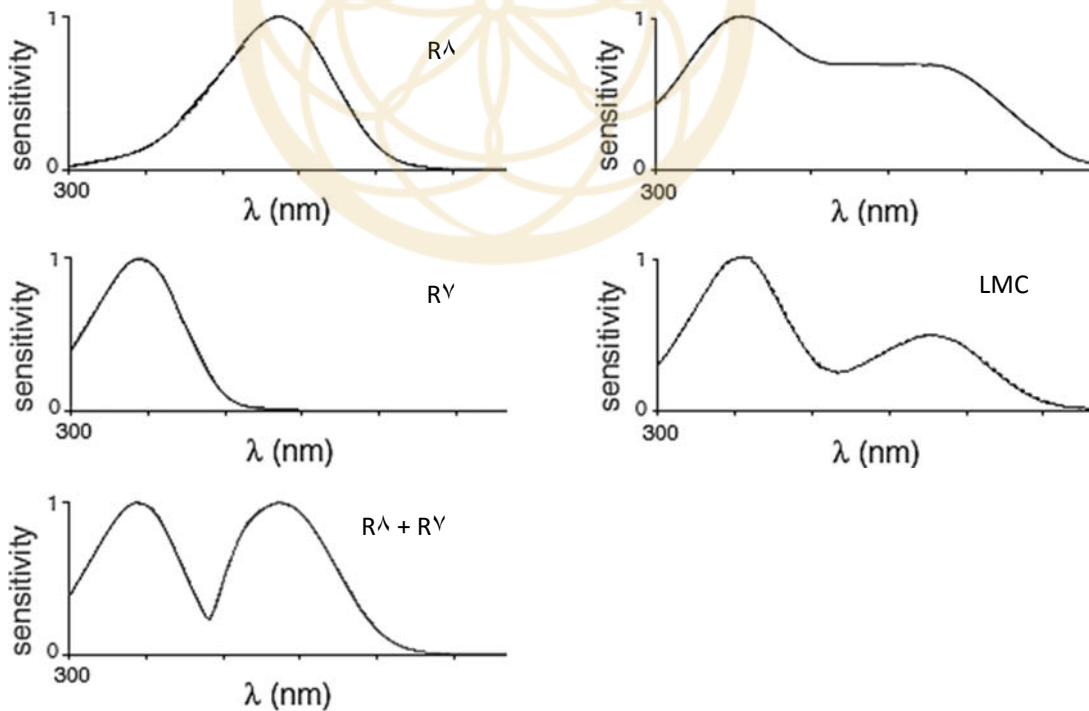 1
sensitivity
R۸
0
300
λ (nm)
1
sensitivity
0
300
λ (nm)
1
sensitivity
R۷
0
300
λ (nm)
1
sensitivity
LMC
0
300
λ (nm)
1
sensitivity
R۸ + R۷
0
300
λ (nm)